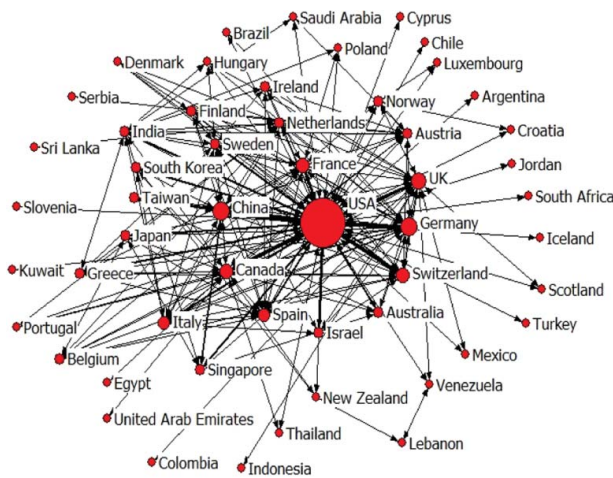 Saudi Arabia
Cyprus
Brazil
Chile
Poland
Denmark
Hungary
Luxembourg
Ireland
Serbia
Norway
Argentina
Finland
Netherlands
India
Austria
Croatia
Sri Lanka
Sweden
South Korea
France
Jordan
UK
Taiwan
USA
South Africa
Slovenia
China
Germany
Japan
Iceland
Kuwait
Greece
Canada
Switzerland
Scotland
Portugal
Italy
Spain
Australia
Turkey
Israel
Belgium
Mexico
Singapore
Egypt
Venezuela
New Zealand
United Arab Emirates
Thailand
Lebanon
Colombia
Indonesia